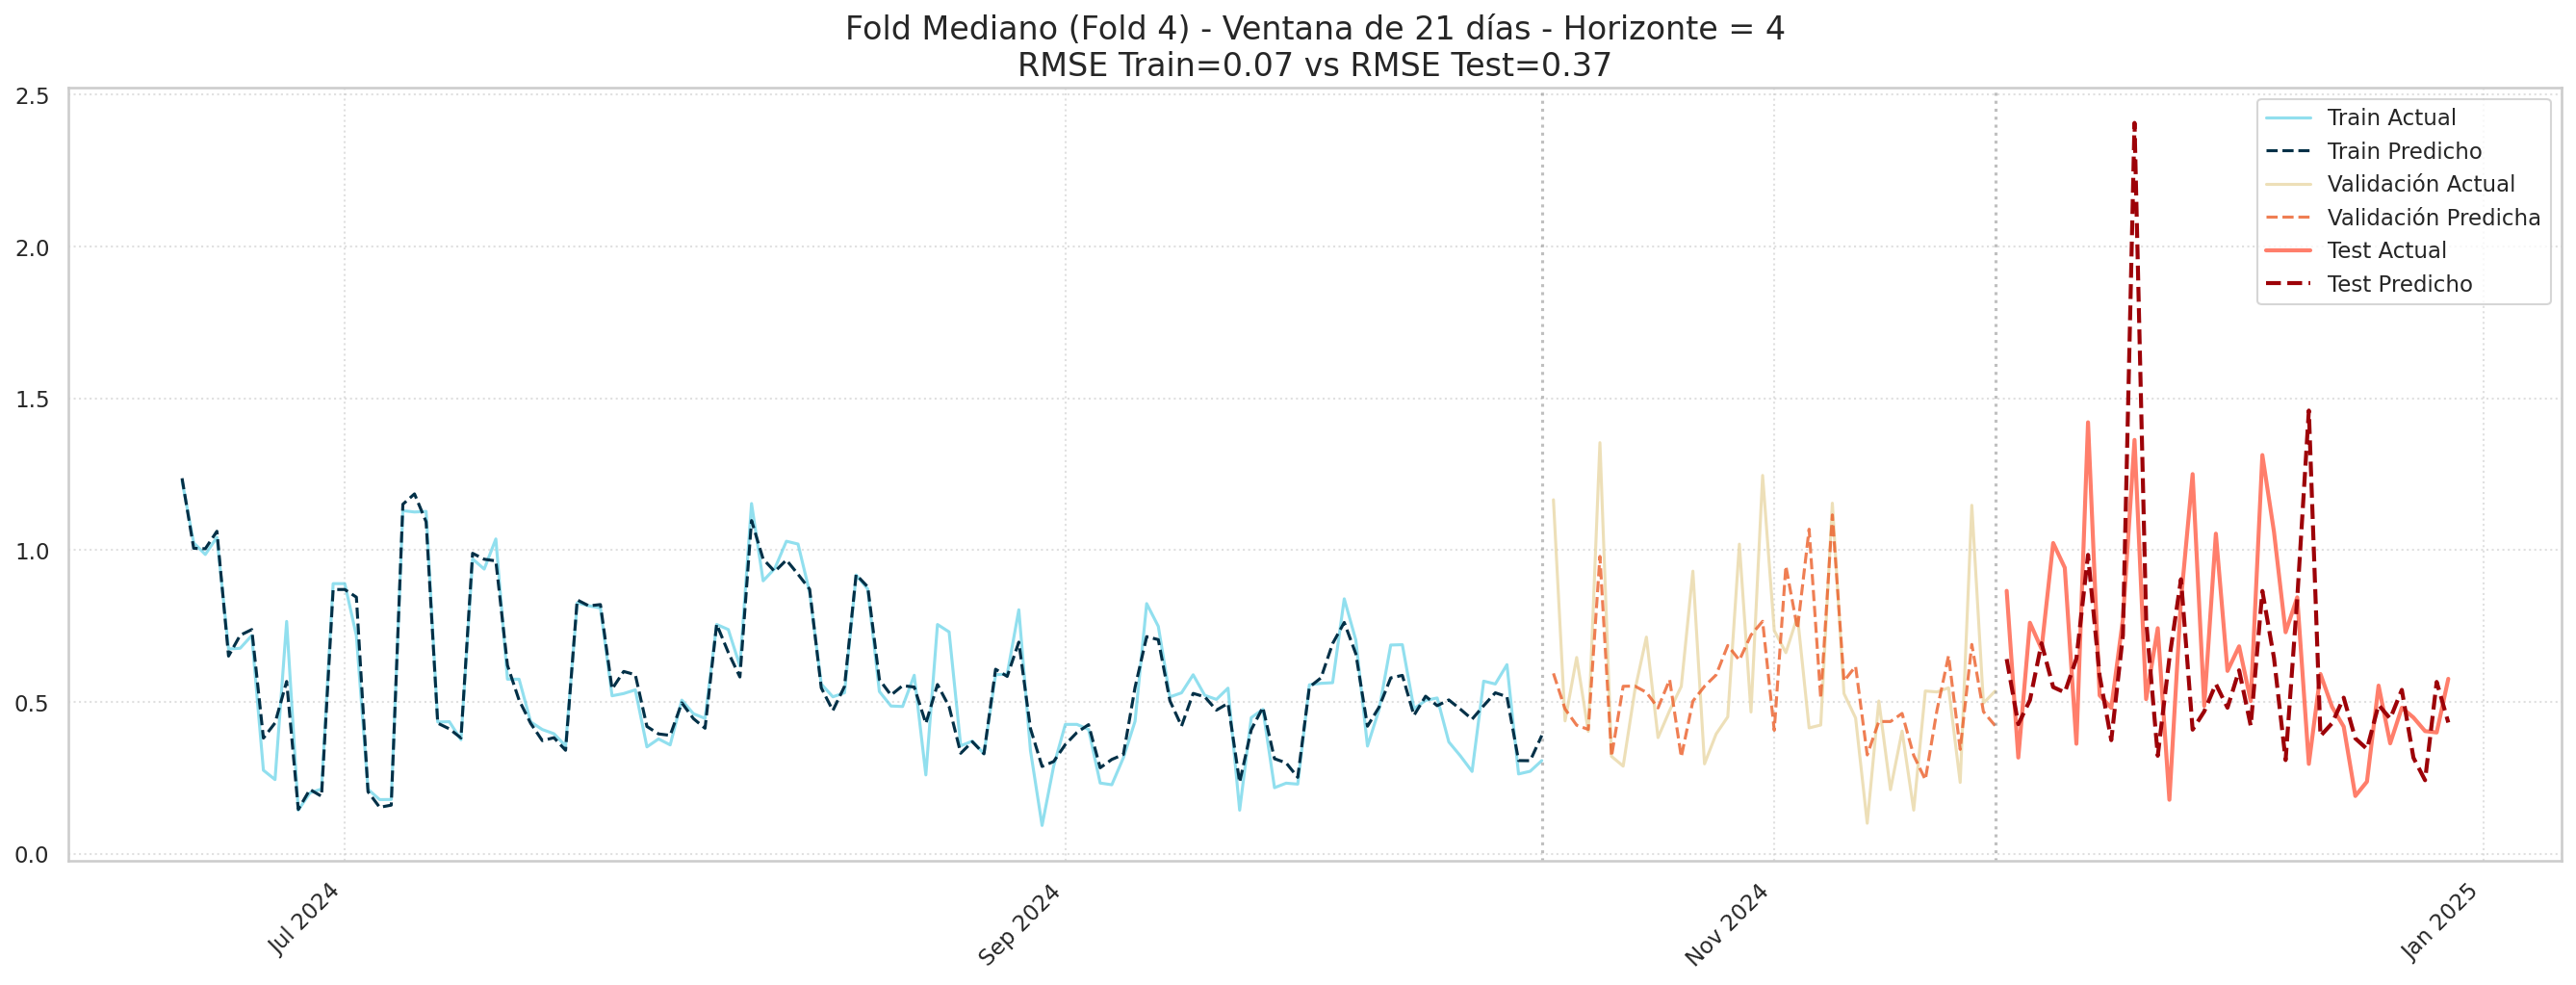 Fold Mediano (Fold 4) - Ventana de 21 días - Horizonte = 4
RMSE Train=0.07 vs RMSE Test=0.37
2.5
2.0
1.5
1.0
0.5
0.0
Train Actual
Train Predicho
Validación Actual
Validación Predicha
Test Actual
Test Predicho
Jul 2024
Sep 2024
Nov 2024
Jan 2025